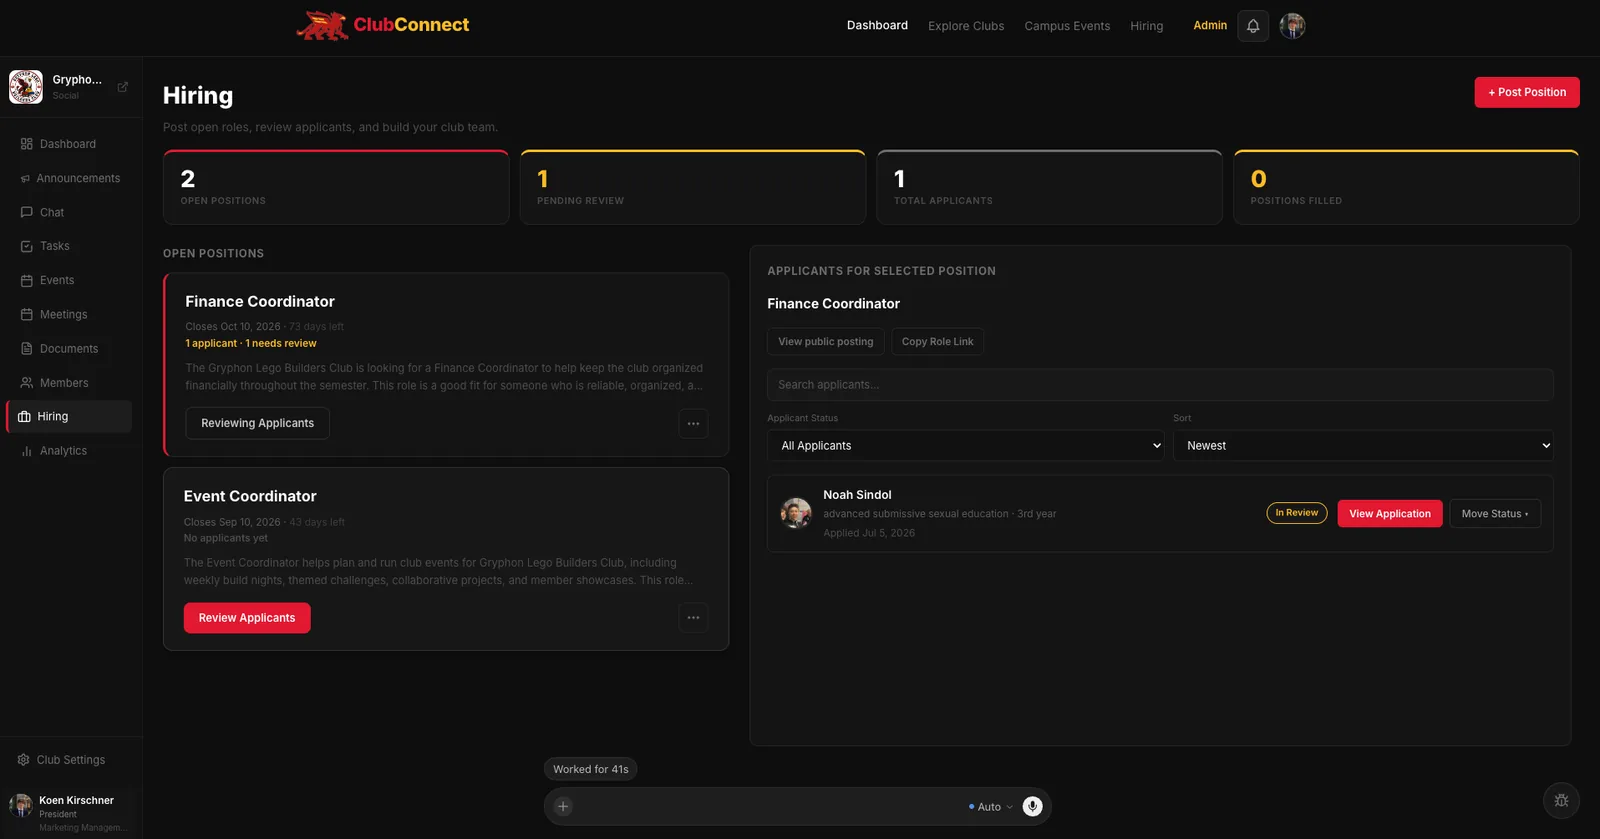 ClubConnect
Dashboard
Explore Clubs
Campus Events
Hiring
Admin
Grypho...
Social
Dashboard
Announcements
Chat
Tasks
Events
Meetings
Documents
Members
Hiring
Analytics
Club Settings
Koen Kirschner
President
Marketing Managem...
Hiring
Post open roles, review applicants, and build your club team.
+ Post Position
2
OPEN POSITIONS
1
PENDING REVIEW
1
TOTAL APPLICANTS
0
POSITIONS FILLED
OPEN POSITIONS
Finance Coordinator
Closes Oct 10, 2026 · 73 days left
1 applicant · 1 needs review
The Gryphon Lego Builders Club is looking for a Finance Coordinator to help keep the club organized
financially throughout the semester. This role is a good fit for someone who is reliable, organized, a...
Reviewing Applicants
Event Coordinator
Closes Sep 10, 2026 · 43 days left
No applicants yet
The Event Coordinator helps plan and run club events for Gryphon Lego Builders Club, including
weekly build nights, themed challenges, collaborative projects, and member showcases. This role...
Review Applicants
APPLICANTS FOR SELECTED POSITION
Finance Coordinator
View public posting
Copy Role Link
Search applicants...
Applicant Status
Sort
All Applicants
Newest
Noah Sindol
advanced submissive sexual education · 3rd year
Applied Jul 5, 2026
In Review
View Application
Move Status
Worked for 41s
Auto